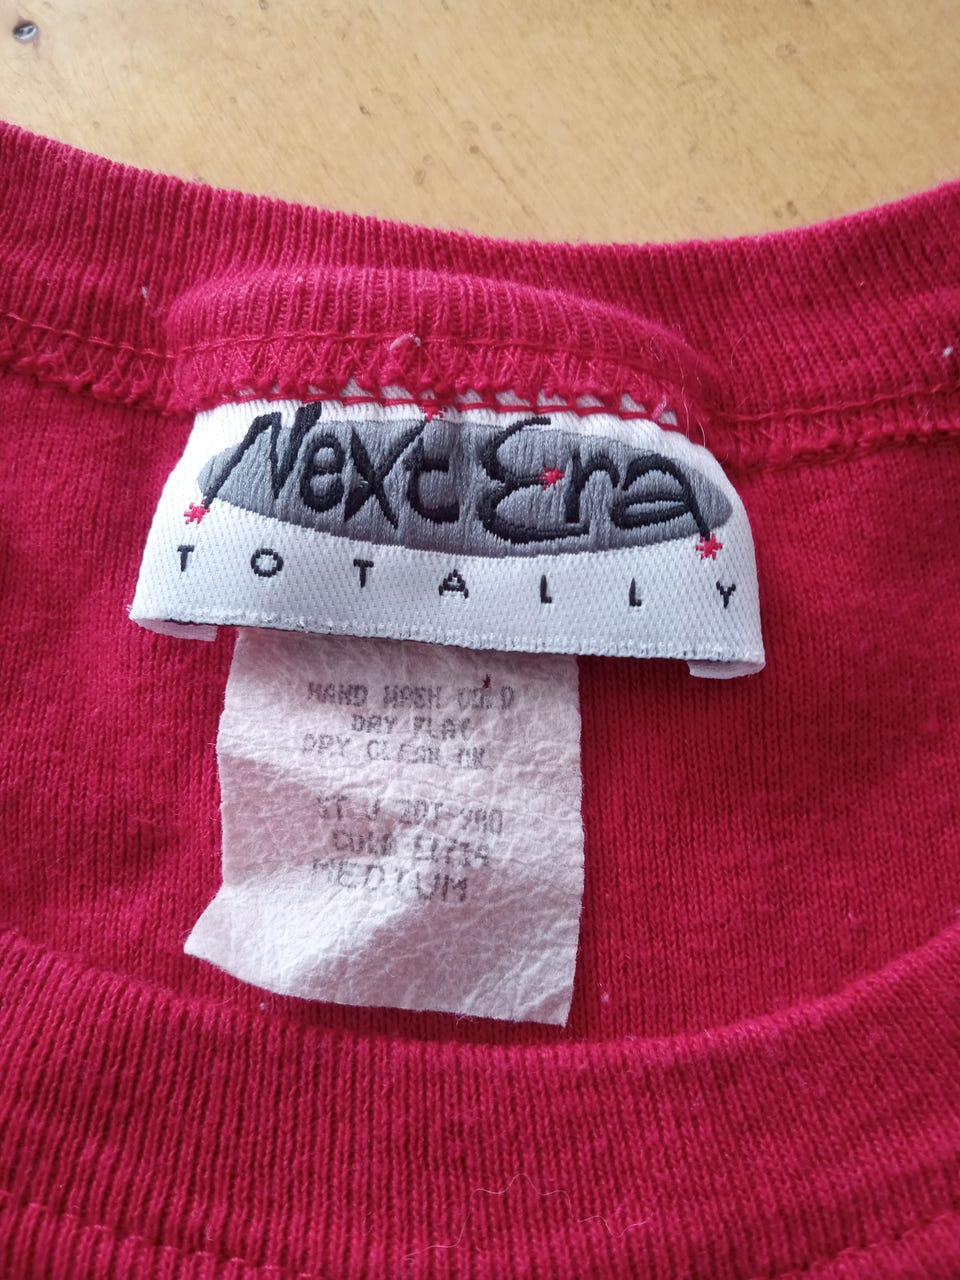 Next Era
TOTALLY
HAND WASH COLD
DRY FLAT
DRY CLEAN OK
MEDIUM